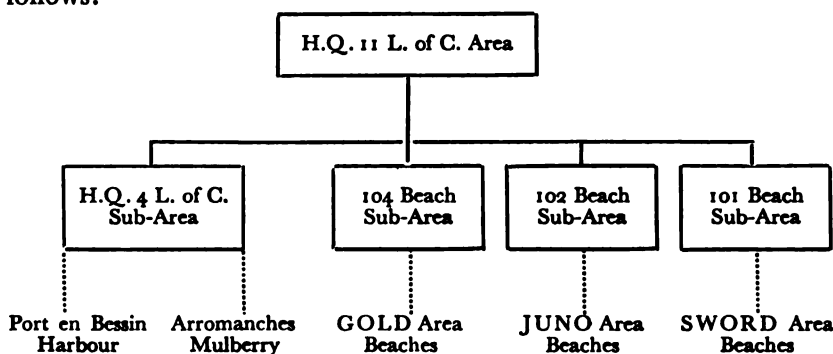 follows:
H.Q. 11 L. of C. Area
H.Q. 4 L. of C.
Sub-Area
104 Beach
Sub-Area
102 Beach
Sub-Area
101 Beach
Sub-Area
Port en Bessin
Harbour
Arromanches
Mulberry
GOLD Area
Beaches
JUNO Area
Beaches
SWORD Area
Beaches